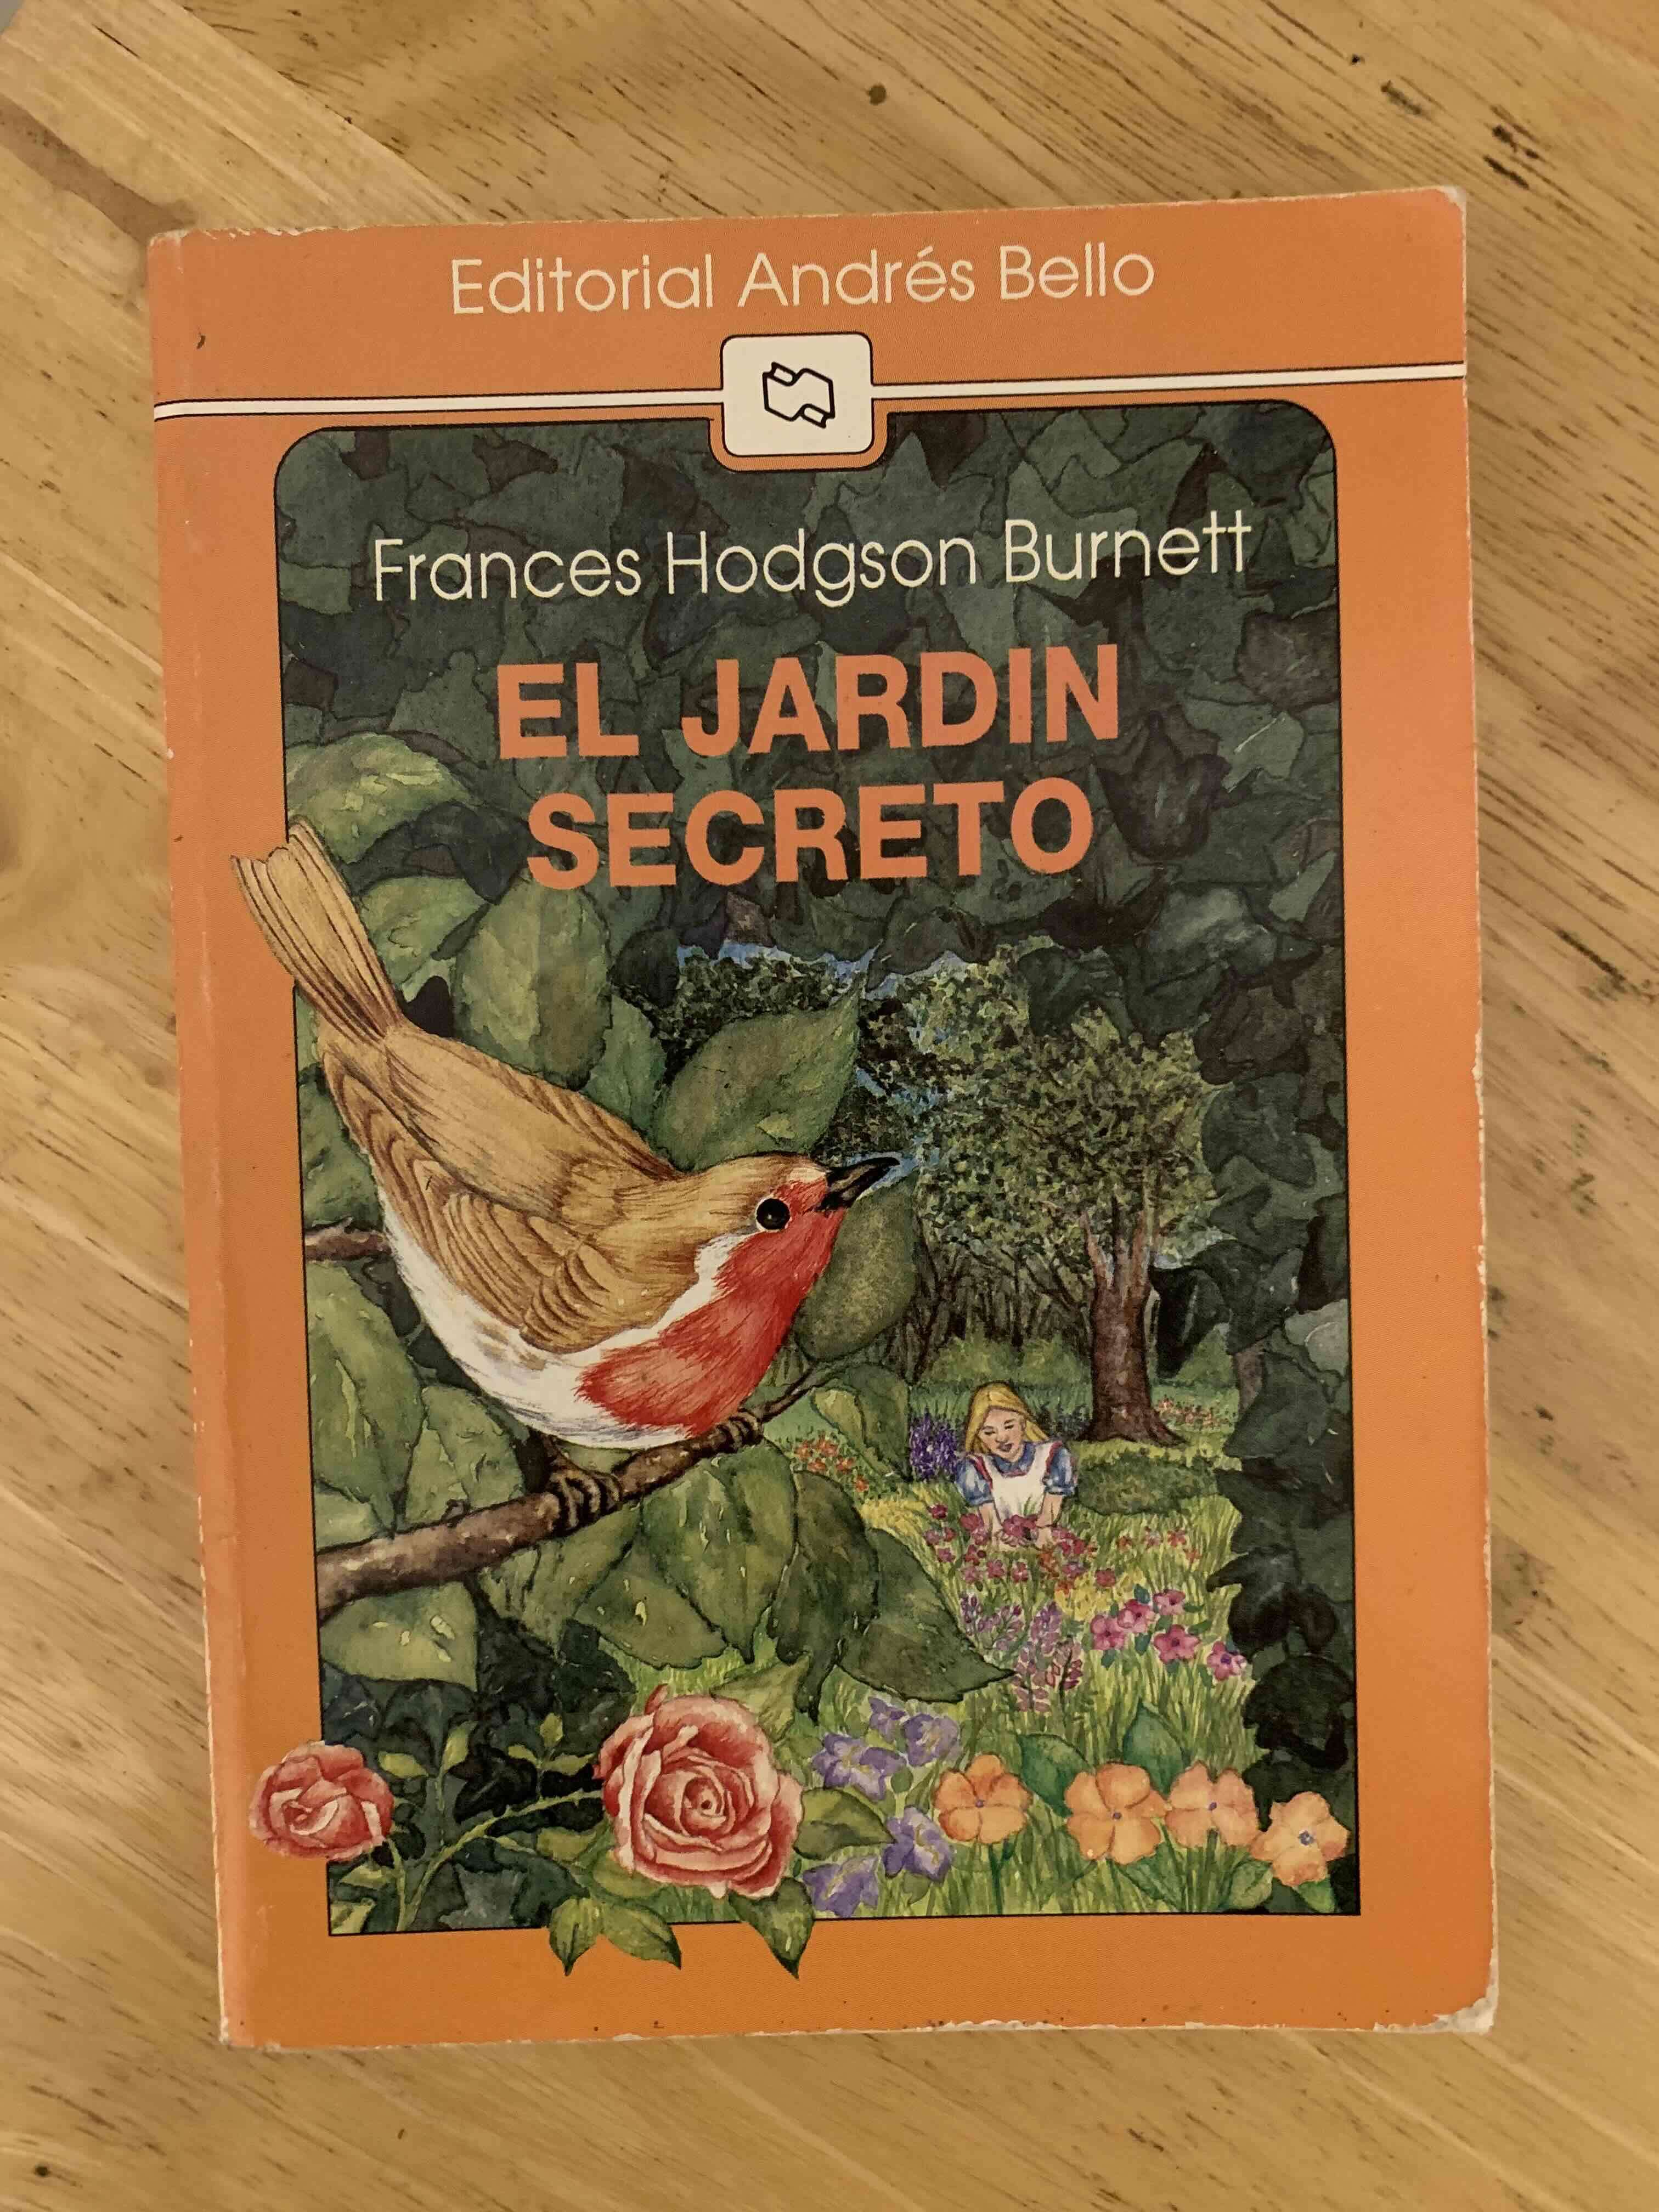 Editorial Andrés Bello
Frances Hodgson Burnett
EL JARDIN
SECRETO